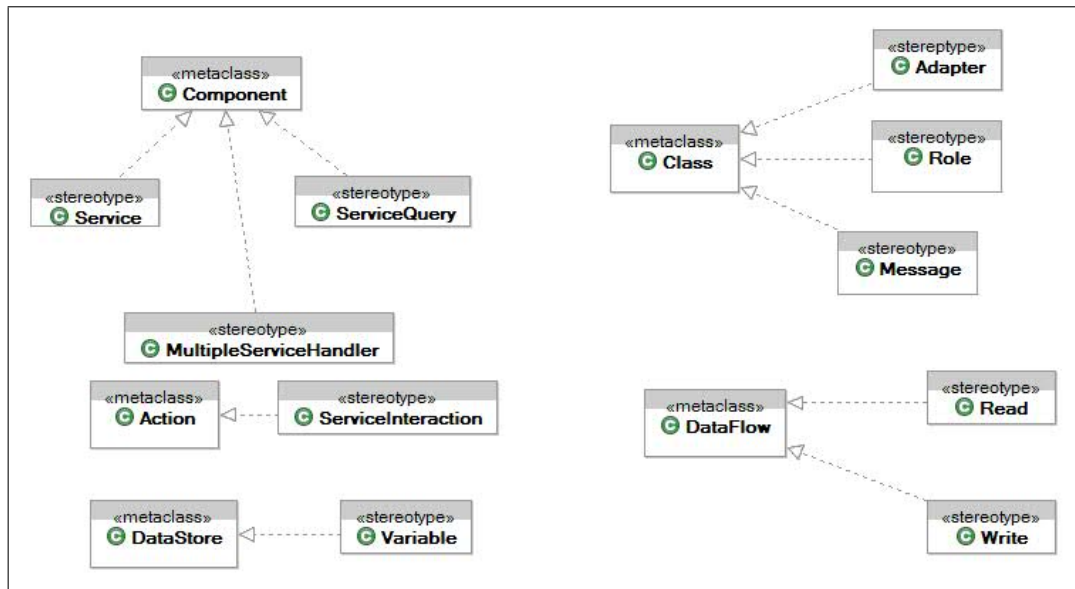 «metaclass»
C Component
«stereotype»
C Service
«stereotype»
C ServiceQuery
«stereotype»
C MultipleServiceHandler
«metaclass»
C Action
«stereotype»
C ServiceInteraction
«metaclass»
C DataStore
«stereotype»
C Variable
«stereptype»
C Adapter
«metaclass»
C Class
«stereotype»
C Role
«stereotype»
C Message
«metaclass»
C DataFlow
«stereotype»
C Read
«stereotype»
C Write